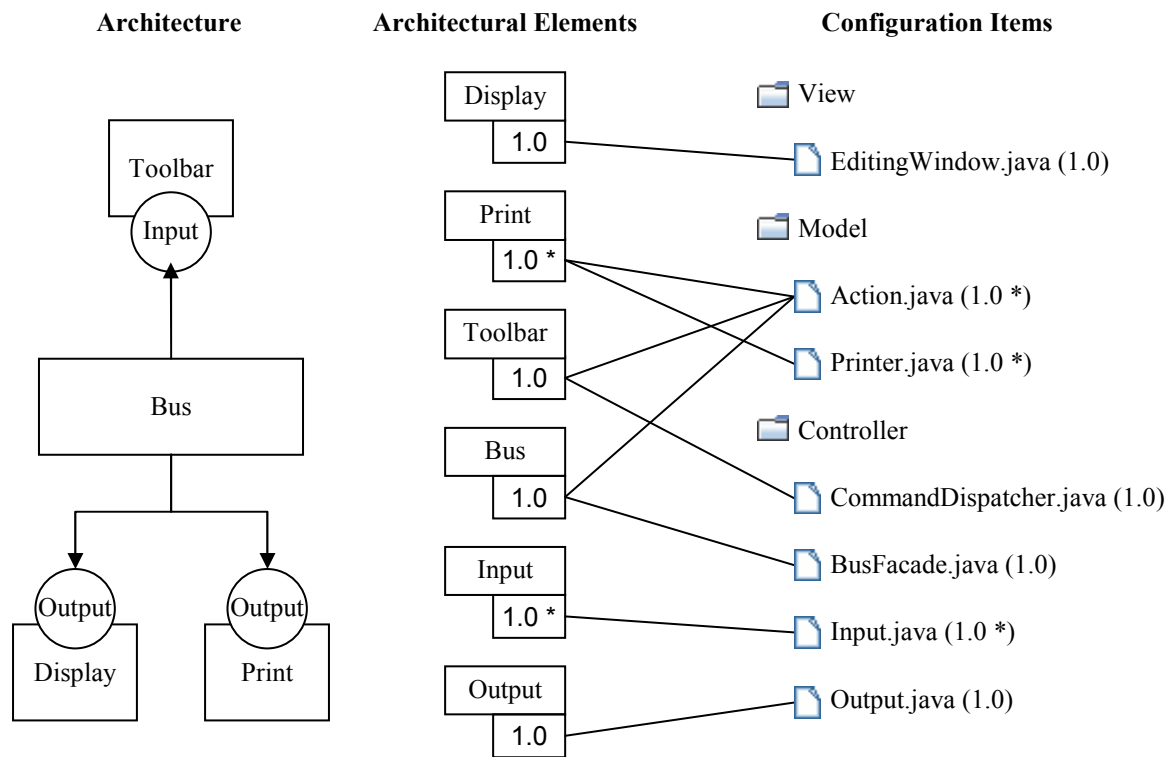 Architecture
Architectural Elements
Configuration Items
Toolbar
Input
Bus
Output
Output
Display
Print
Display
1.0
Print
1.0 *
Toolbar
1.0
Bus
1.0
Input
1.0 *
Output
1.0
View
EditingWindow.java (1.0)
Model
Action.java (1.0 *)
Printer.java (1.0 *)
Controller
CommandDispatcher.java (1.0)
BusFacade.java (1.0)
Input.java (1.0 *)
Output.java (1.0)